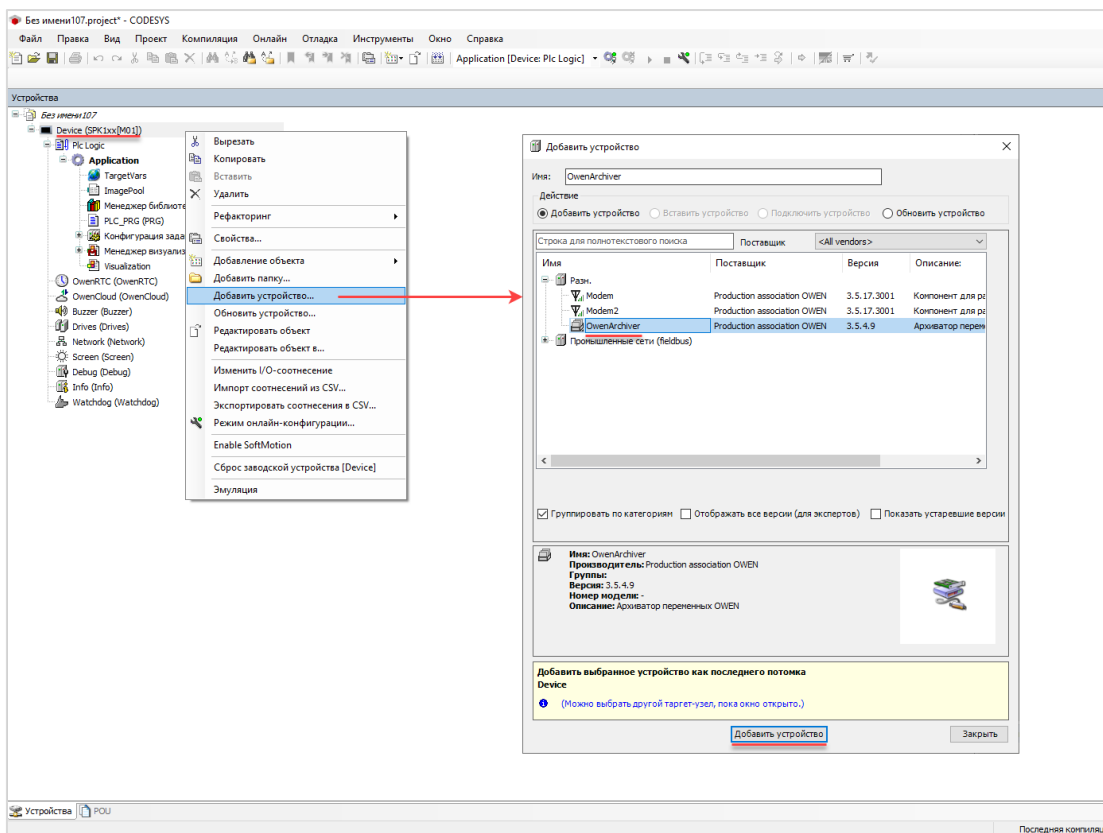 Без имени107.project* - CODESYS
Файл Правка Вид Проект Компиляция Онлайн Отладка Инструменты Окно Справка
Application [Device: Plc Logic]
Устройства
Без имени107
Device (SPK1xx[M01])
Plc Logic
Application
TargetVars
ImagePool
Менеджер библиоте
PLC_PRG (PRG)
Конфигурация зада
Менеджер визуализ
Visualization
OwenRTC (OwenRTC)
OwenCloud (OwenCloud)
Buzzer (Buzzer)
Drives (Drives)
Network (Network)
Screen (Screen)
Debug (Debug)
Info (Info)
Watchdog (Watchdog)
Вырезать
Копировать
Вставить
Удалить
Рефакторинг
Свойства...
Добавление объекта
Добавить папку...
Добавить устройство...
Обновить устройство...
Редактировать объект
Редактировать объект в...
Изменить I/O-соотнесение
Импорт соотнесений из CSV...
Экспортировать соотнесения в CSV...
Режим онлайн-конфигурации...
Enable SoftMotion
Сброс заводской устройства [Device]
Эмуляция
Добавить устройство
Имя: OwenArchiver
Действие
Добавить устройство Вставить устройство Подключить устройство Обновить устройство
Строка для полнотекстового поиска Поставщик <All vendors>
Имя Поставщик Версия Описание:
Разн.
Modem Production association OWEN 3.5.17.3001 Компонент для ра
Modem2 Production association OWEN 3.5.17.3001 Компонент для ра
OwenArchiver Production association OWEN 3.5.4.9 Архиватор перем
Промышленные сети (fieldbus)
Группировать по категориям Отображать все версии (для экспертов) Показать устаревшие версии
Имя: OwenArchiver
Производитель: Production association OWEN
Группы:
Версия: 3.5.4.9
Номер модели: -
Описание: Архиватор переменных OWEN
Добавить выбранное устройство как последнего потомка
Device
(Можно выбрать другой таргет-узел, пока окно открыто.)
Добавить устройство Закрыть
Устройства POU
Последняя компиляц